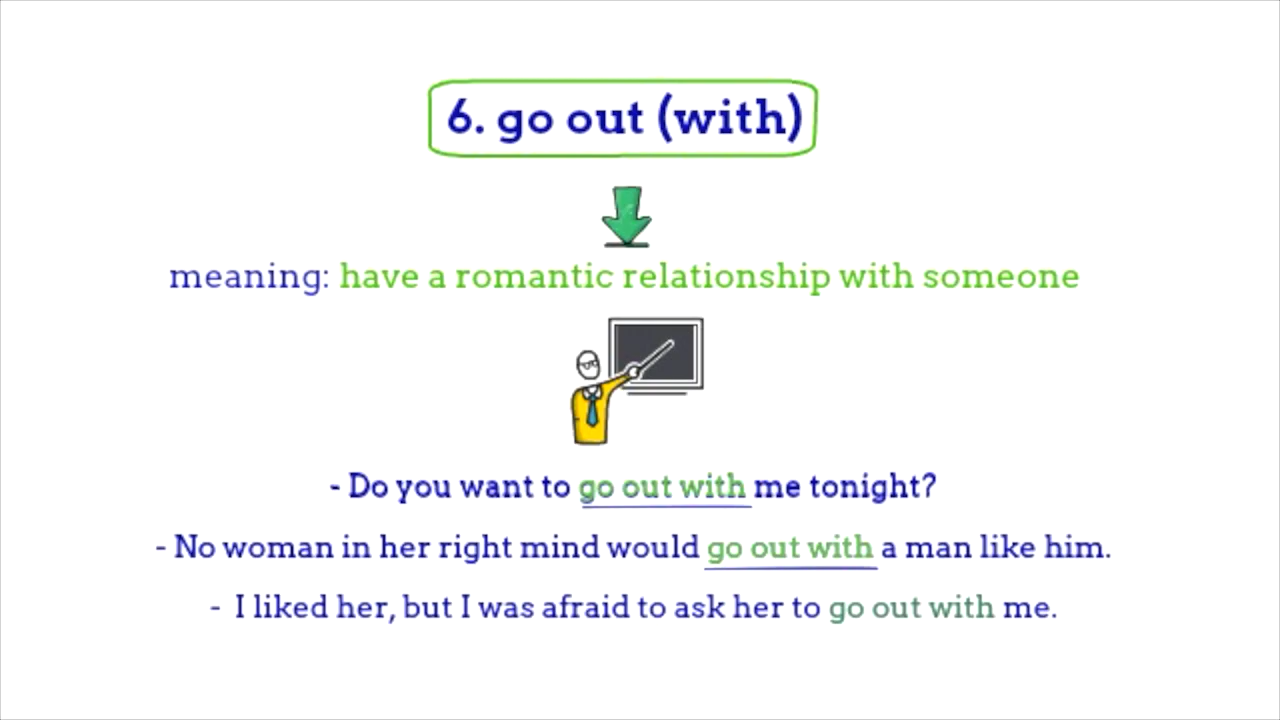 6. go out (with)
meaning: have a romantic relationship with someone
- Do you want to go out with me tonight?
- No woman in her right mind would go out with a man like him.
- I liked her, but I was afraid to ask her to go out with me.